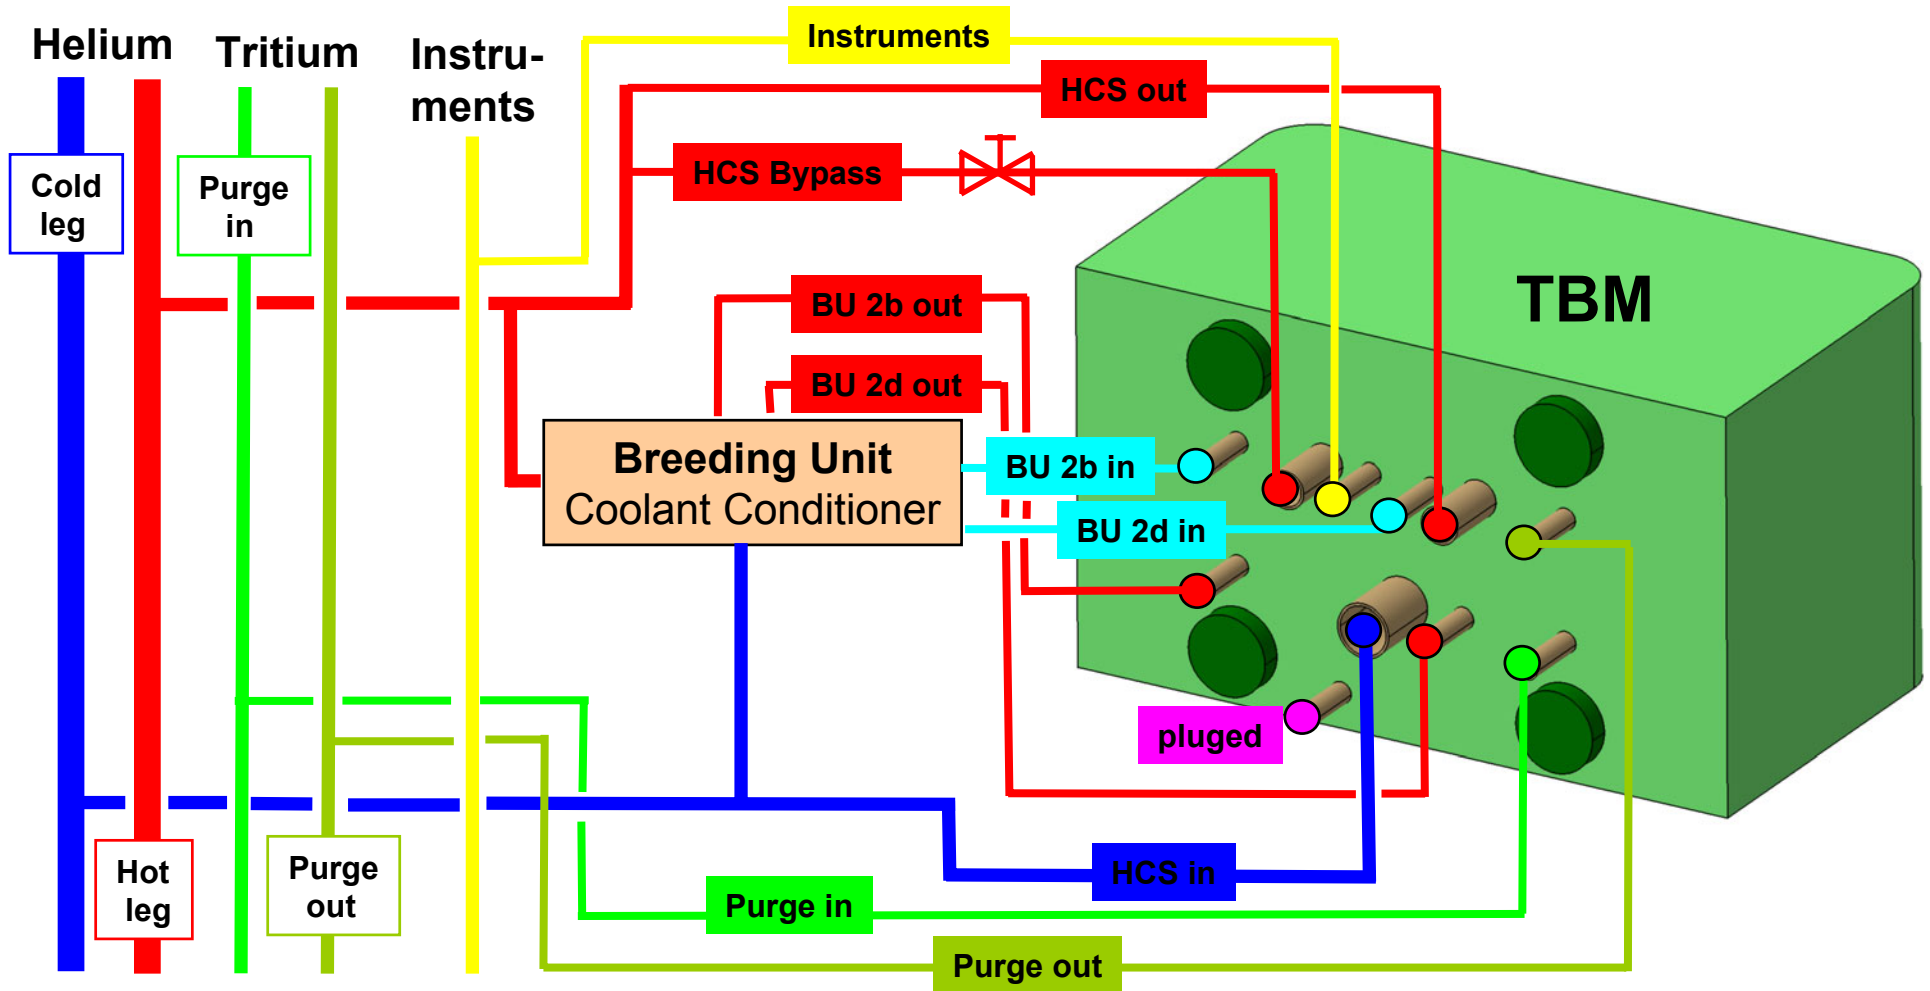 Helium
Tritium
Instru-
ments
Instruments
HCS out
HCS Bypass
Cold
leg
Purge
in
TBM
BU 2b out
BU 2d out
Breeding Unit
Coolant Conditioner
BU 2b in
BU 2d in
pluged
Hot
leg
Purge
out
HCS in
Purge in
Purge out